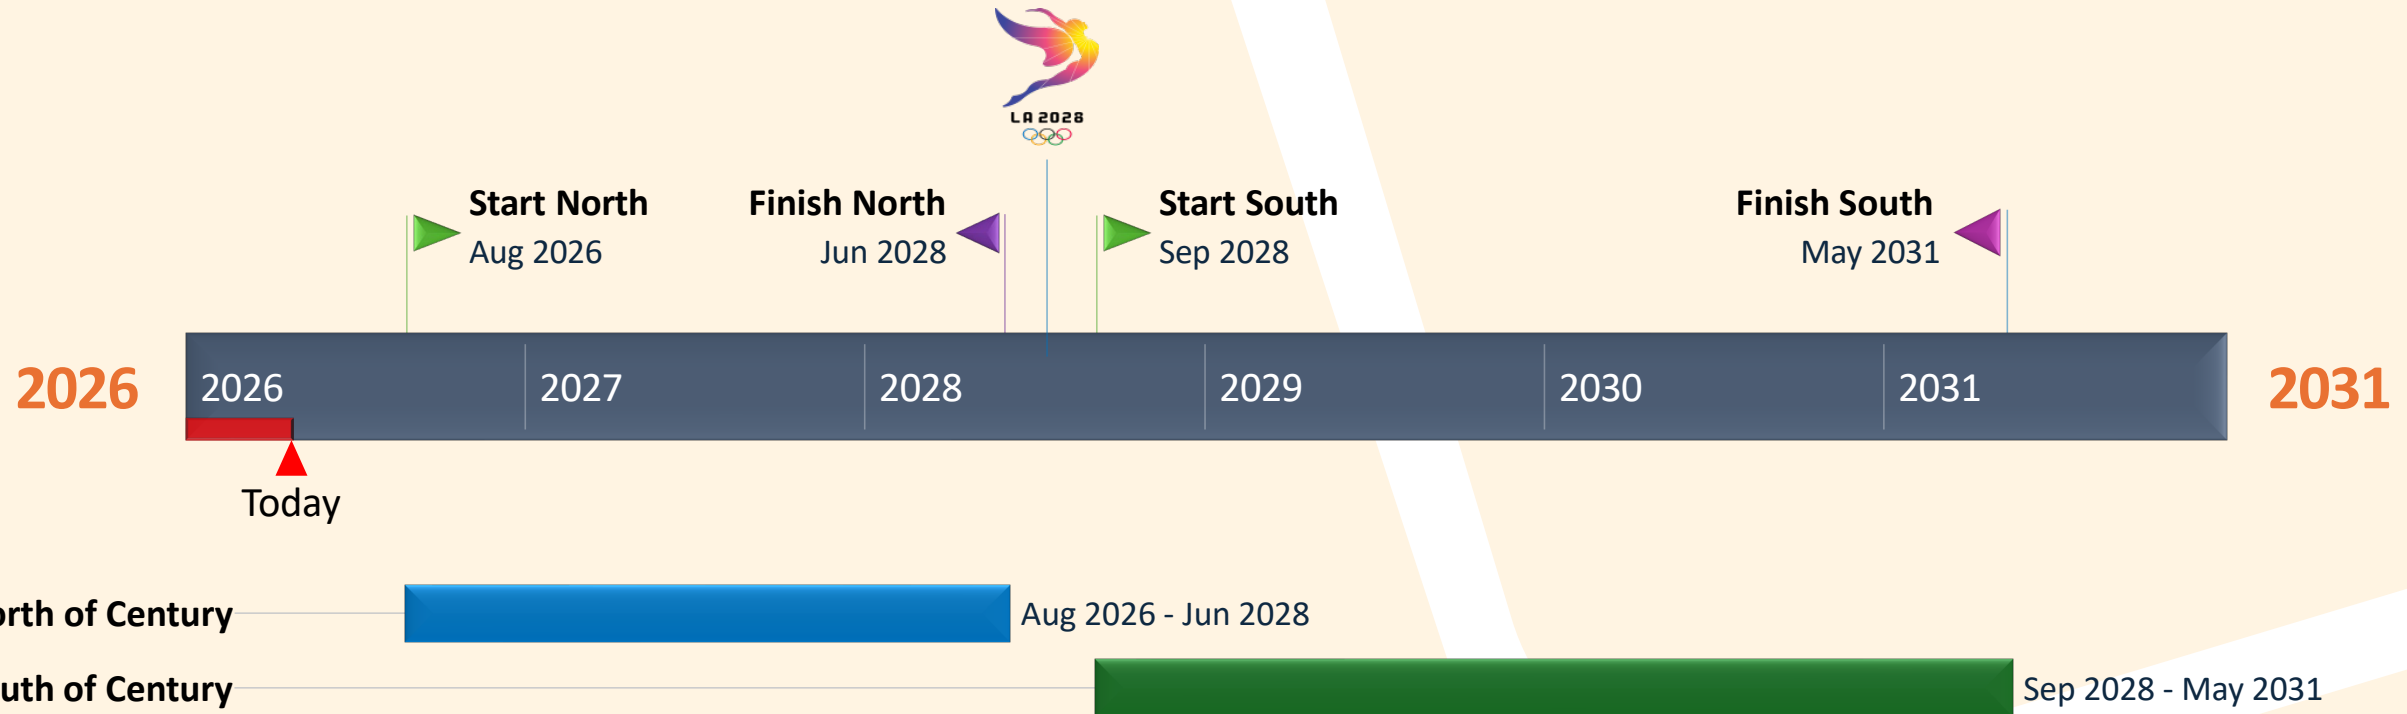 LA 2028
Start North
Aug 2026
Finish North
Jun 2028
Start South
Sep 2028
Finish South
May 2031
2026
2026 2027 2028 2029 2030 2031
2031
Today
orth of Century
Aug 2026 - Jun 2028
uth of Century
Sep 2028 - May 2031